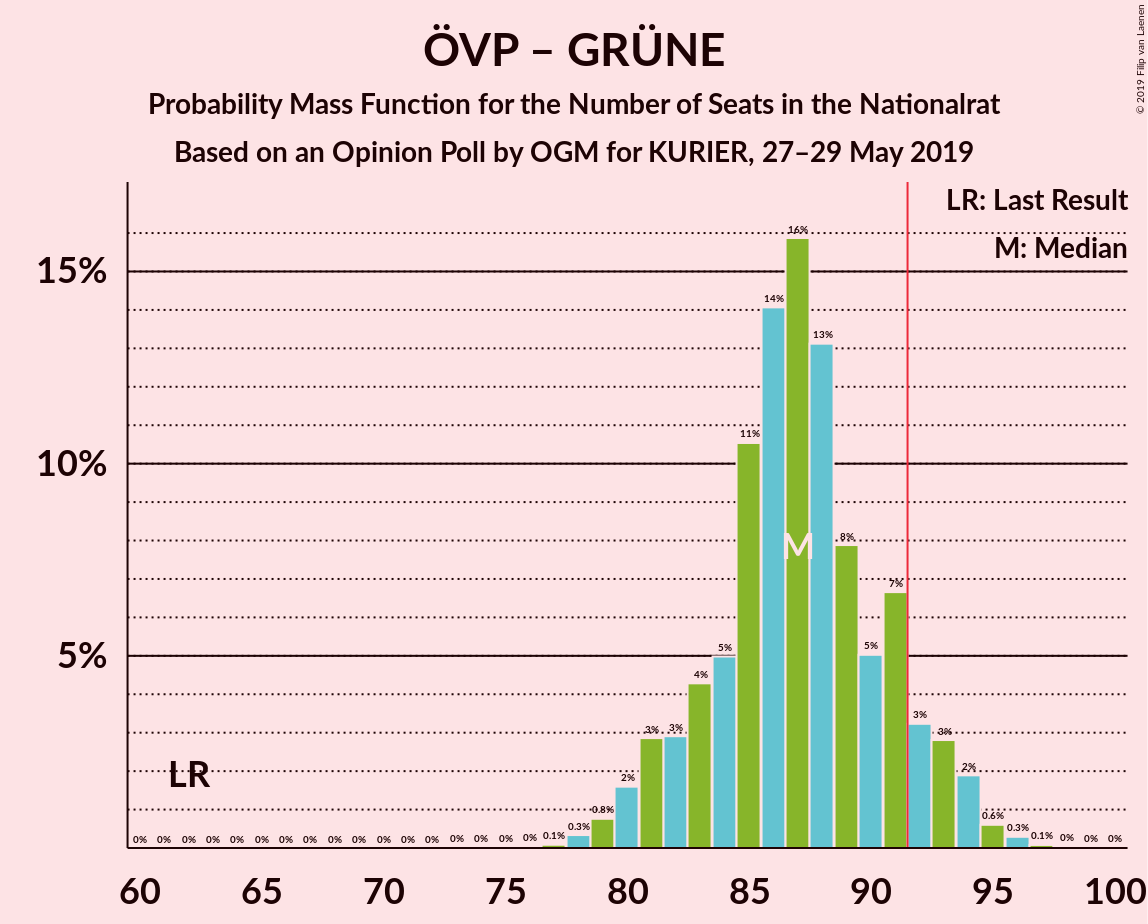 ÖVP – GRÜNE
Probability Mass Function for the Number of Seats in the Nationalrat
Based on an Opinion Poll by OGM for KURIER, 27–29 May 2019
© 2019 Filip van Laenen
LR: Last Result
M: Median
15%
10%
5%
16%
14%
13%
11%
M
8%
7%
5%
5%
4%
3%
3%
3%
3%
2%
2%
LR
0% 0% 0% 0% 0% 0% 0% 0% 0% 0% 0% 0% 0% 0% 0% 0% 0% 0.1% 0.3% 0.8% 0.6% 0.3% 0.1% 0% 0% 0%
60 65 70 75 80 85 90 95 100